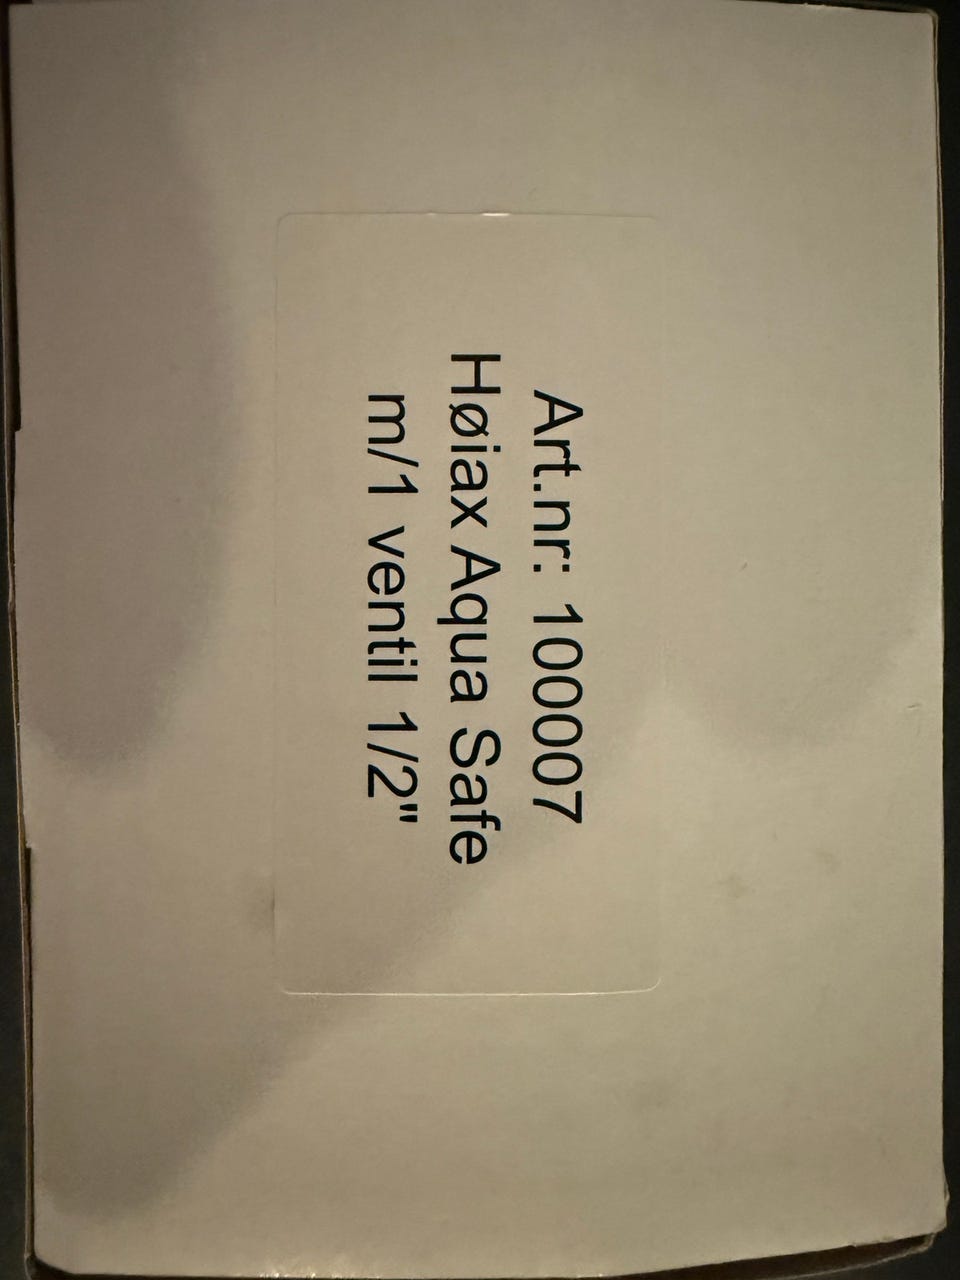 Art.nr: 100007
Høiax Aqua Safe
m/1 ventil 1/2"